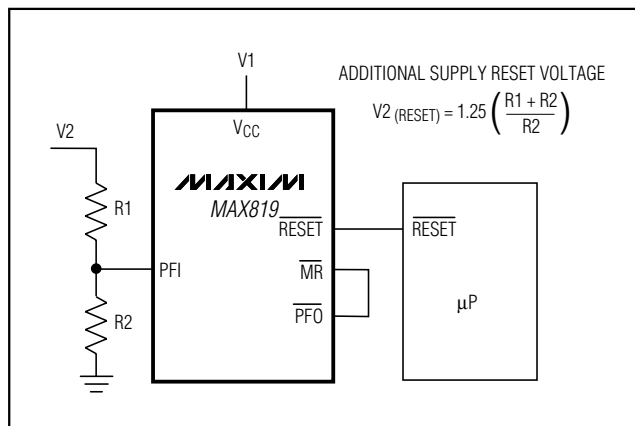 V1
ADDITIONAL SUPPLY RESET VOLTAGE
V2 (RESET) = 1.25 ( R1 + R2 / R2 )
VCC
V2
MAXIM
MAX819
R1
RESET
RESET
PFI
MR
R2
PFO
μP